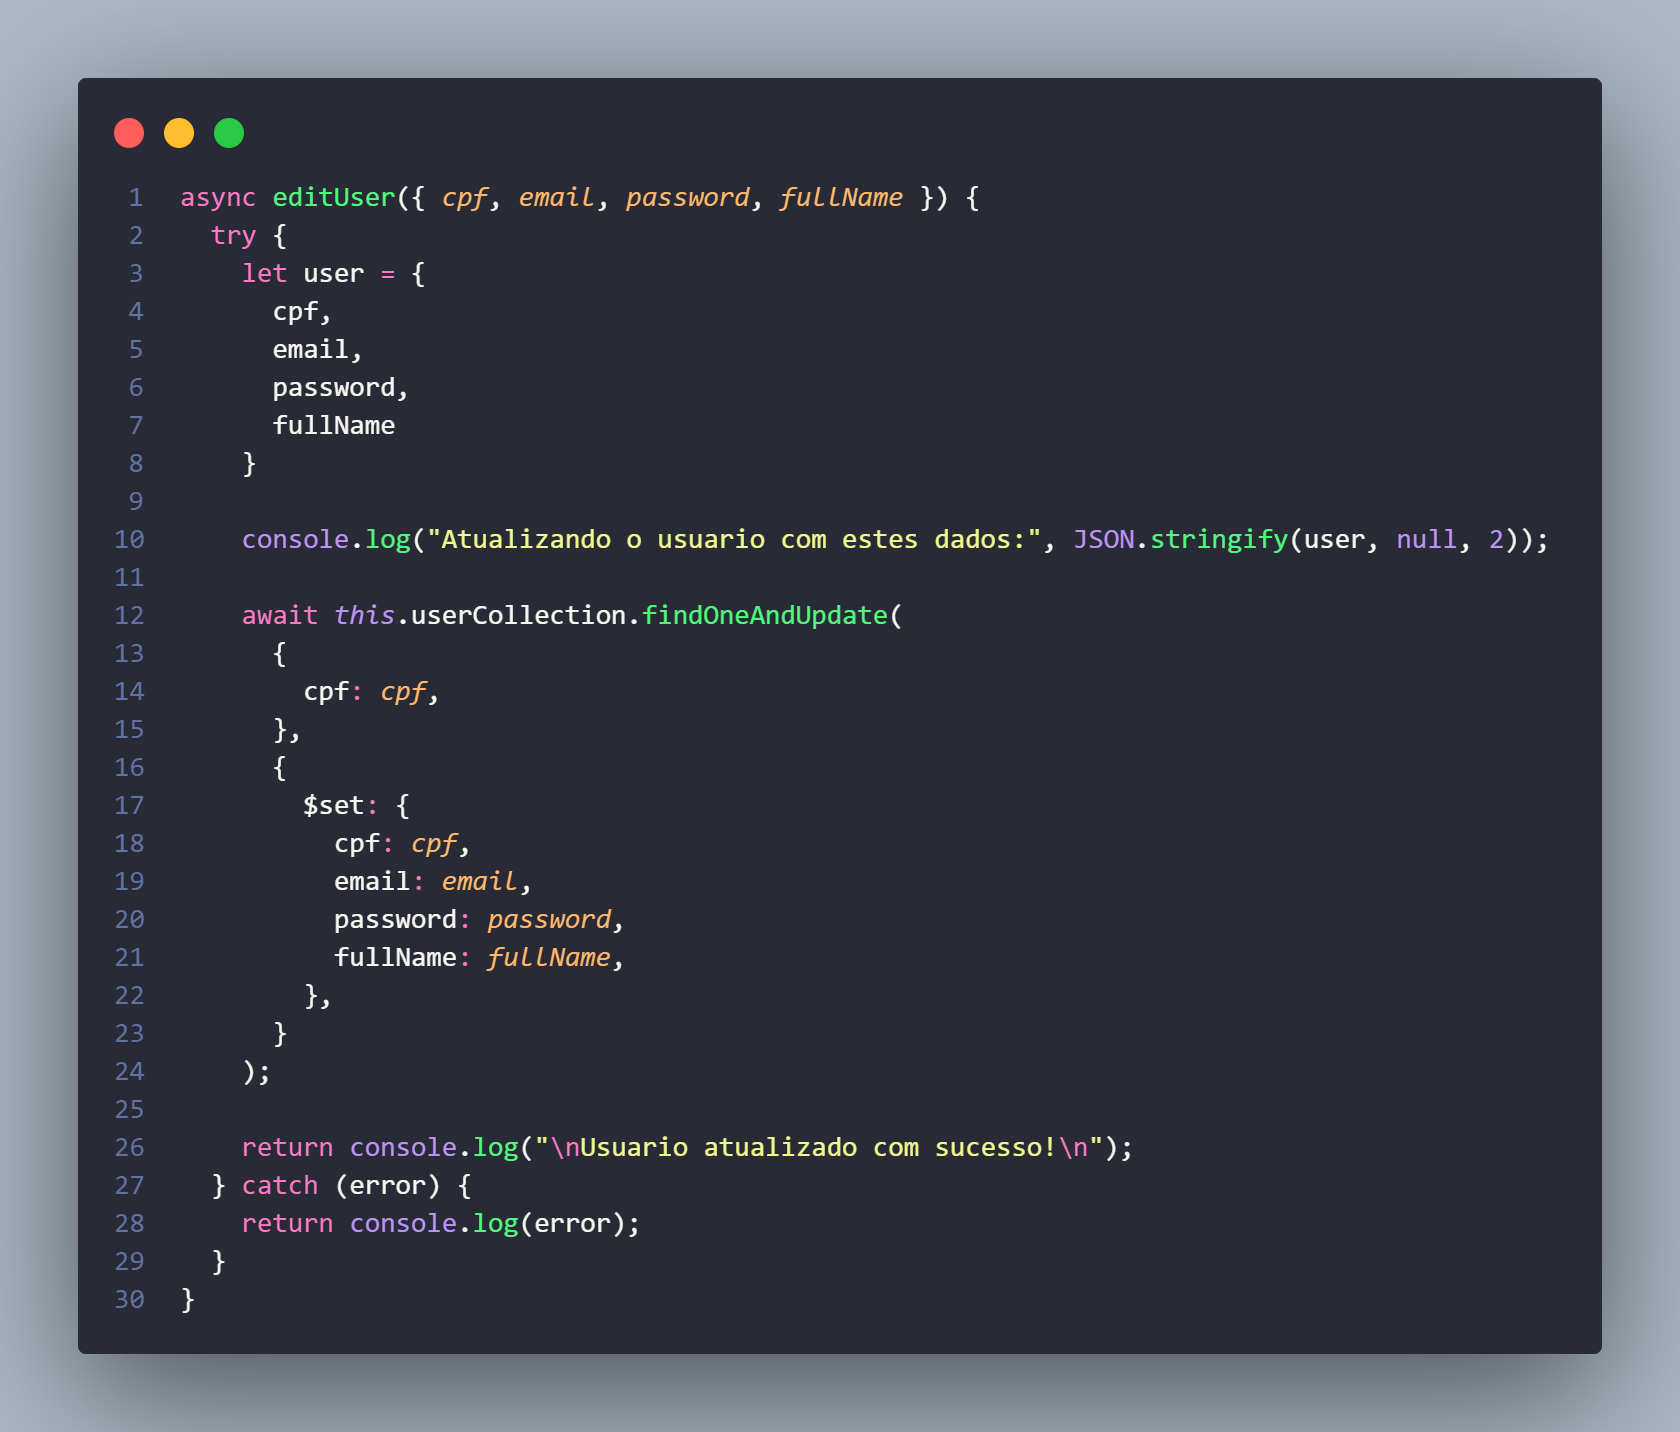 1 async editUser({ cpf, email, password, fullName }) {
2   try {
3     let user = {
4       cpf,
5       email,
6       password,
7       fullName
8     }
9
10     console.log("Atualizando o usuario com estes dados:", JSON.stringify(user, null, 2));
11
12     await this.userCollection.findOneAndUpdate(
13       {
14         cpf: cpf,
15       },
16       {
17         $set: {
18           cpf: cpf,
19           email: email,
20           password: password,
21           fullName: fullName,
22         },
23       }
24     );
25
26     return console.log("\nUsuario atualizado com sucesso!\n");
27   } catch (error) {
28     return console.log(error);
29   }
30 }